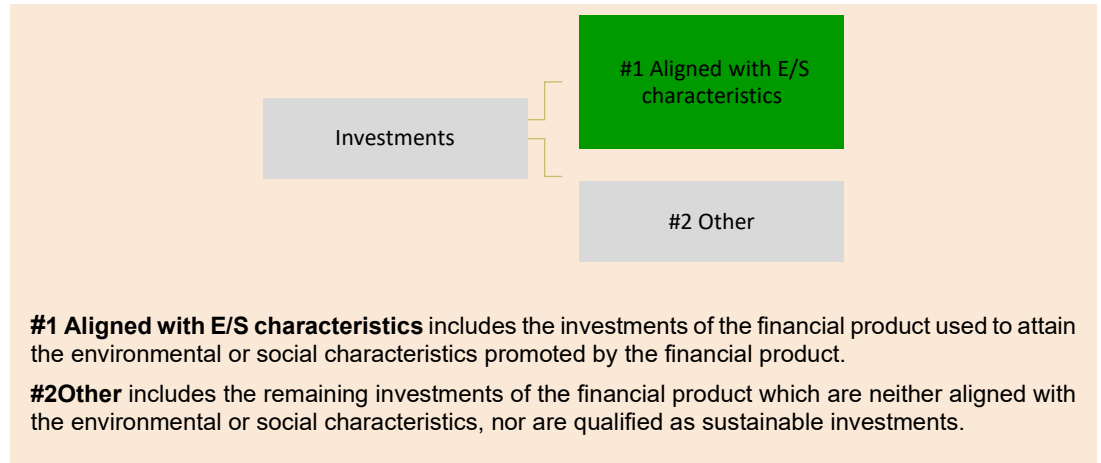 #1 Aligned with E/S
characteristics
Investments
#2 Other
#1 Aligned with E/S characteristics includes the investments of the financial product used to attain
the environmental or social characteristics promoted by the financial product.
#2Other includes the remaining investments of the financial product which are neither aligned with
the environmental or social characteristics, nor are qualified as sustainable investments.